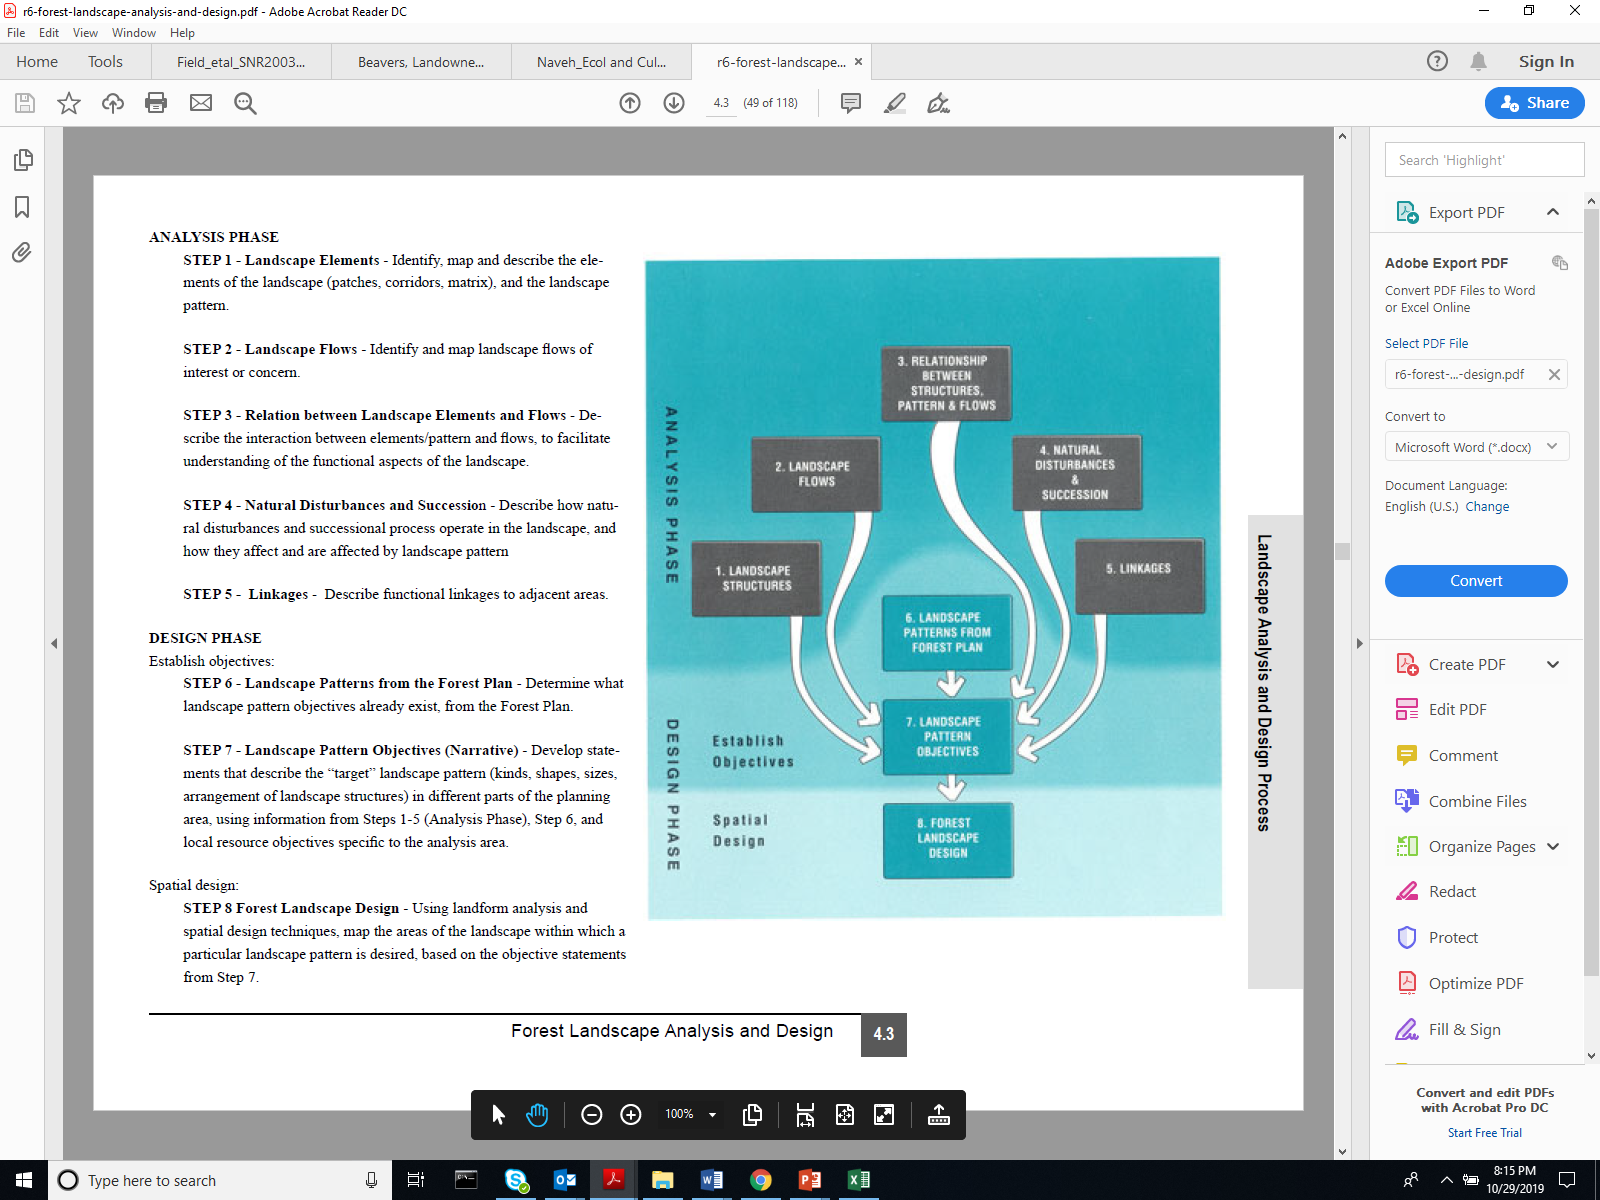 r6-forest-landscape-analysis-and-design.pdf - Adobe Acrobat Reader DC
File Edit View Window Help
Home Tools Field_etal_SNR2003... Beavers, Landowne... Naveh_Ecol and Cul... r6-forest-landscape... × Sign In
4.3 (49 of 118) Share
ANALYSIS PHASE
STEP 1 - Landscape Elements - Identify, map and describe the ele-
ments of the landscape (patches, corridors, matrix), and the landscape
pattern.
STEP 2 - Landscape Flows - Identify and map landscape flows of
interest or concern.
STEP 3 - Relation between Landscape Elements and Flows - De-
scribe the interaction between elements/pattern and flows, to facilitate
understanding of the functional aspects of the landscape.
STEP 4 - Natural Disturbances and Succession - Describe how natu-
ral disturbances and successional process operate in the landscape, and
how they affect and are affected by landscape pattern
STEP 5 - Linkages - Describe functional linkages to adjacent areas.
DESIGN PHASE
Establish objectives:
STEP 6 - Landscape Patterns from the Forest Plan - Determine what
landscape pattern objectives already exist, from the Forest Plan.
STEP 7 - Landscape Pattern Objectives (Narrative) - Develop state-
ments that describe the “target” landscape pattern (kinds, shapes, sizes,
arrangement of landscape structures) in different parts of the planning
area, using information from Steps 1-5 (Analysis Phase), Step 6, and
local resource objectives specific to the analysis area.
Spatial design:
STEP 8 Forest Landscape Design - Using landform analysis and
spatial design techniques, map the areas of the landscape within which a
particular landscape pattern is desired, based on the objective statements
from Step 7.
ANALYSIS PHASE
3. RELATIONSHIP
BETWEEN
STRUCTURES,
PATTERN & FLOWS
2. LANDSCAPE
FLOWS
4. NATURAL
DISTURBANCES
&
SUCCESSION
1. LANDSCAPE
STRUCTURES
5. LINKAGES
6. LANDSCAPE
PATTERNS FROM
FOREST PLAN
DESIGN PHASE
Establish
Objectives
7. LANDSCAPE
PATTERN
OBJECTIVES
Spatial
Design
8. FOREST
LANDSCAPE
DESIGN
Landscape Analysis and Design Process
Forest Landscape Analysis and Design 4.3
100%
Search 'Highlight'
Export PDF
Adobe Export PDF
Convert PDF Files to Word
or Excel Online
Select PDF File
r6-forest-...-design.pdf
Convert to
Microsoft Word (*.docx)
Document Language:
English (U.S.) Change
Convert
Create PDF
Edit PDF
Comment
Combine Files
Organize Pages
Redact
Protect
Optimize PDF
Fill & Sign
Convert and edit PDFs
with Acrobat Pro DC
Start Free Trial
Type here to search
8:15 PM
10/29/2019